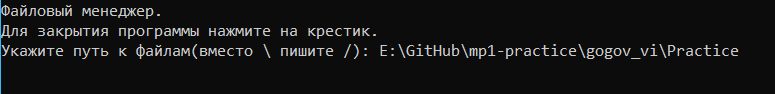 Файловый менеджер.
Для закрытия программы нажмите на крестик.
Укажите путь к файлам(вместо \ пишите /): E:\GitHub\mp1-practice\gogov_vi\Practice